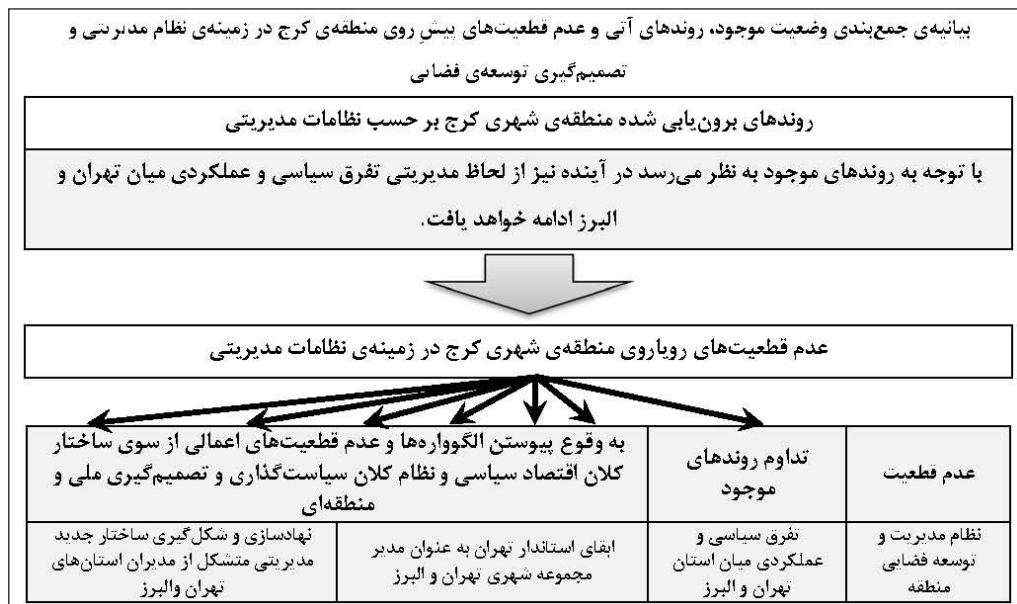 بیانیه‌ی جمع‌بندی وضعیت موجود، روندهای آتی و عدم قطعیت‌های پیشِ روی منطقه‌ی کرج در زمینه‌ی نظام مدیریتی و
تصمیم‌گیری توسعه‌ی فضایی
روندهای برون‌یابی شده منطقه‌ی شهری کرج بر حسب نظامات مدیریتی
با توجه به روندهای موجود به نظر می‌رسد در آینده نیز از لحاظ مدیریتی تفرق سیاسی و عملکردی میان تهران و
البرز ادامه خواهد یافت.
عدم قطعیت‌های رویاروی منطقه‌ی شهری کرج در زمینه‌ی نظامات مدیریتی
عدم قطعیت
تداوم روندهای
موجود
به وقوع پیوستن الگوواره‌ها و عدم قطعیت‌های اعمالی از سوی ساختار
کلان اقتصاد سیاسی و نظام کلان سیاست‌گذاری و تصمیم‌گیری ملی و
منطقه‌ای
نظام مدیریت و
توسعه فضایی
منطقه
تفرق سیاسی و
عملکردی میان استان
تهران و البرز
ابقای استاندار تهران به عنوان مدیر
مجموعه شهری تهران و البرز
نهادسازی و شکل‌گیری ساختار جدید
مدیریتی متشکل از مدیران استان‌های
تهران والبرز